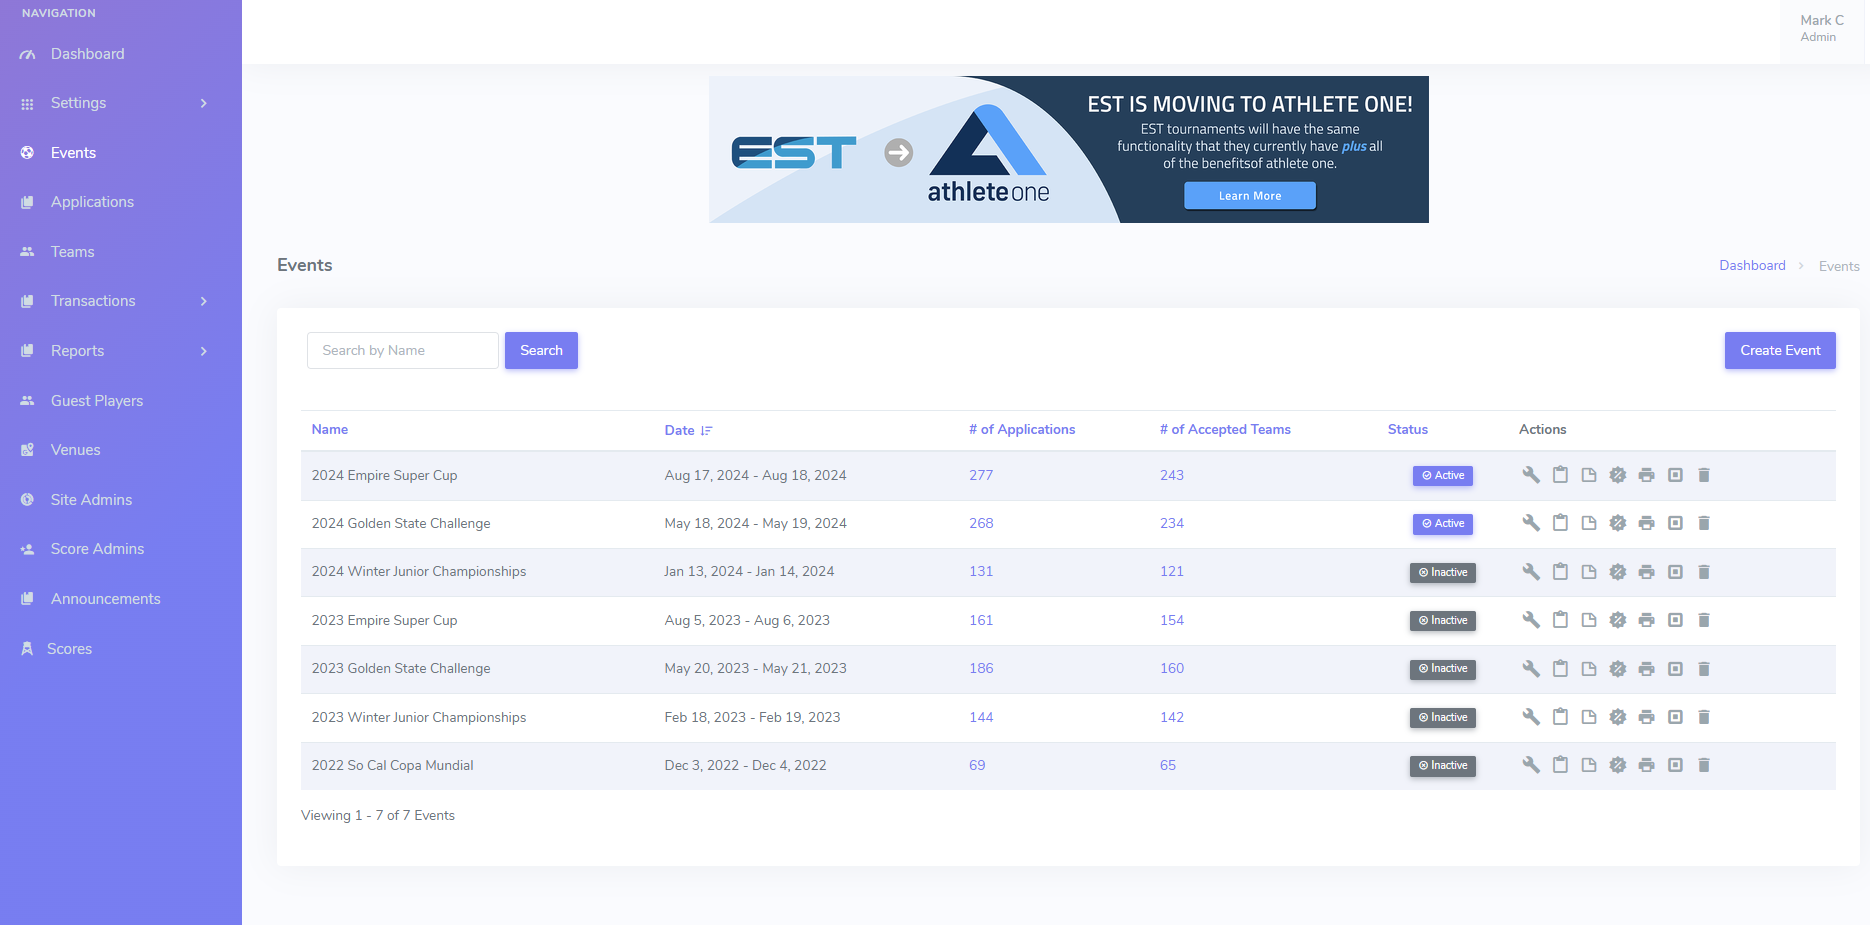 NAVIGATION
Dashboard
Settings
Events
Applications
Teams
Transactions
Reports
Guest Players
Venues
Site Admins
Score Admins
Announcements
Scores
Mark C
Admin
EST
athleteone
EST IS MOVING TO ATHLETE ONE!
EST tournaments will have the same
functionality that they currently have plus all
of the benefitsof athlete one.
Learn More
Events
Dashboard > Events
Search by Name Search Create Event
Name Date # of Applications # of Accepted Teams Status Actions
2024 Empire Super Cup Aug 17, 2024 - Aug 18, 2024 277 243 Active
2024 Golden State Challenge May 18, 2024 - May 19, 2024 268 234 Active
2024 Winter Junior Championships Jan 13, 2024 - Jan 14, 2024 131 121 Inactive
2023 Empire Super Cup Aug 5, 2023 - Aug 6, 2023 161 154 Inactive
2023 Golden State Challenge May 20, 2023 - May 21, 2023 186 160 Inactive
2023 Winter Junior Championships Feb 18, 2023 - Feb 19, 2023 144 142 Inactive
2022 So Cal Copa Mundial Dec 3, 2022 - Dec 4, 2022 69 65 Inactive
Viewing 1 - 7 of 7 Events